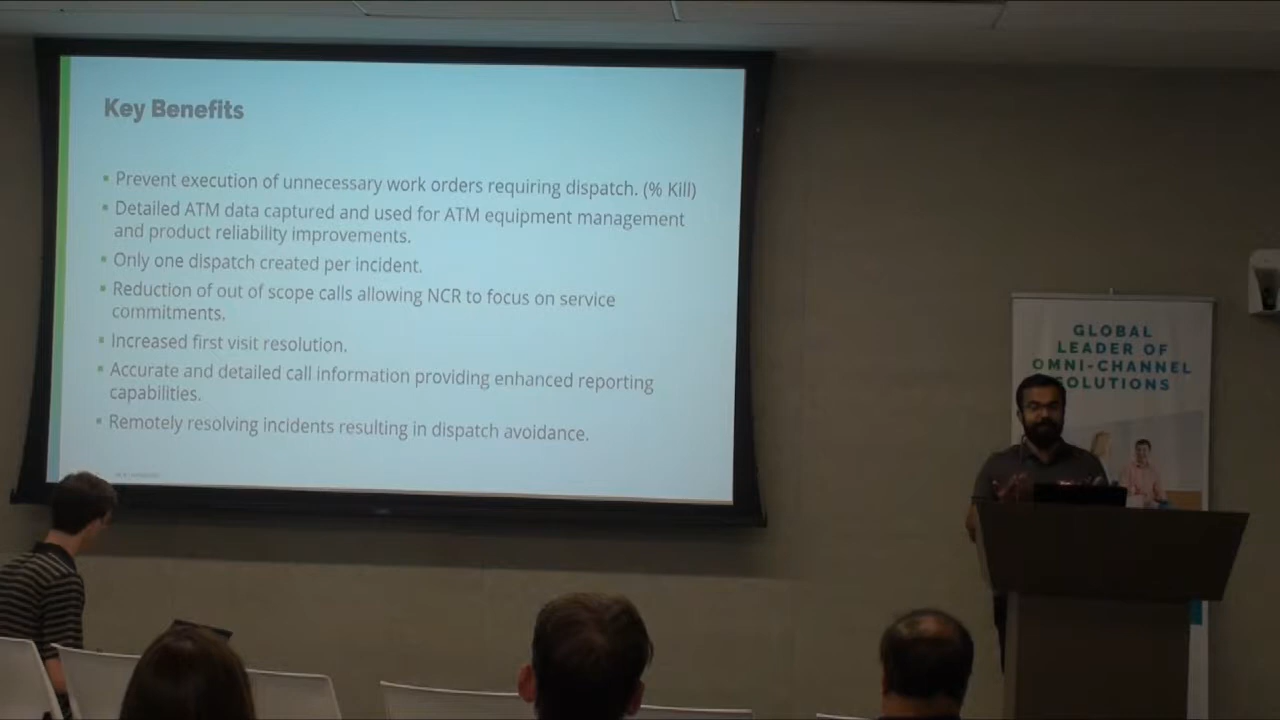 Key Benefits
Prevent execution of unnecessary work orders requiring dispatch. (% Kill)
Detailed ATM data captured and used for ATM equipment management
and product reliability improvements.
Only one dispatch created per incident.
Reduction of out of scope calls allowing NCR to focus on service
commitments.
Increased first visit resolution.
Accurate and detailed call information providing enhanced reporting
capabilities.
Remotely resolving incidents resulting in dispatch avoidance.
GLOBAL
LEADER OF
OMNI-CHANNEL
SOLUTIONS